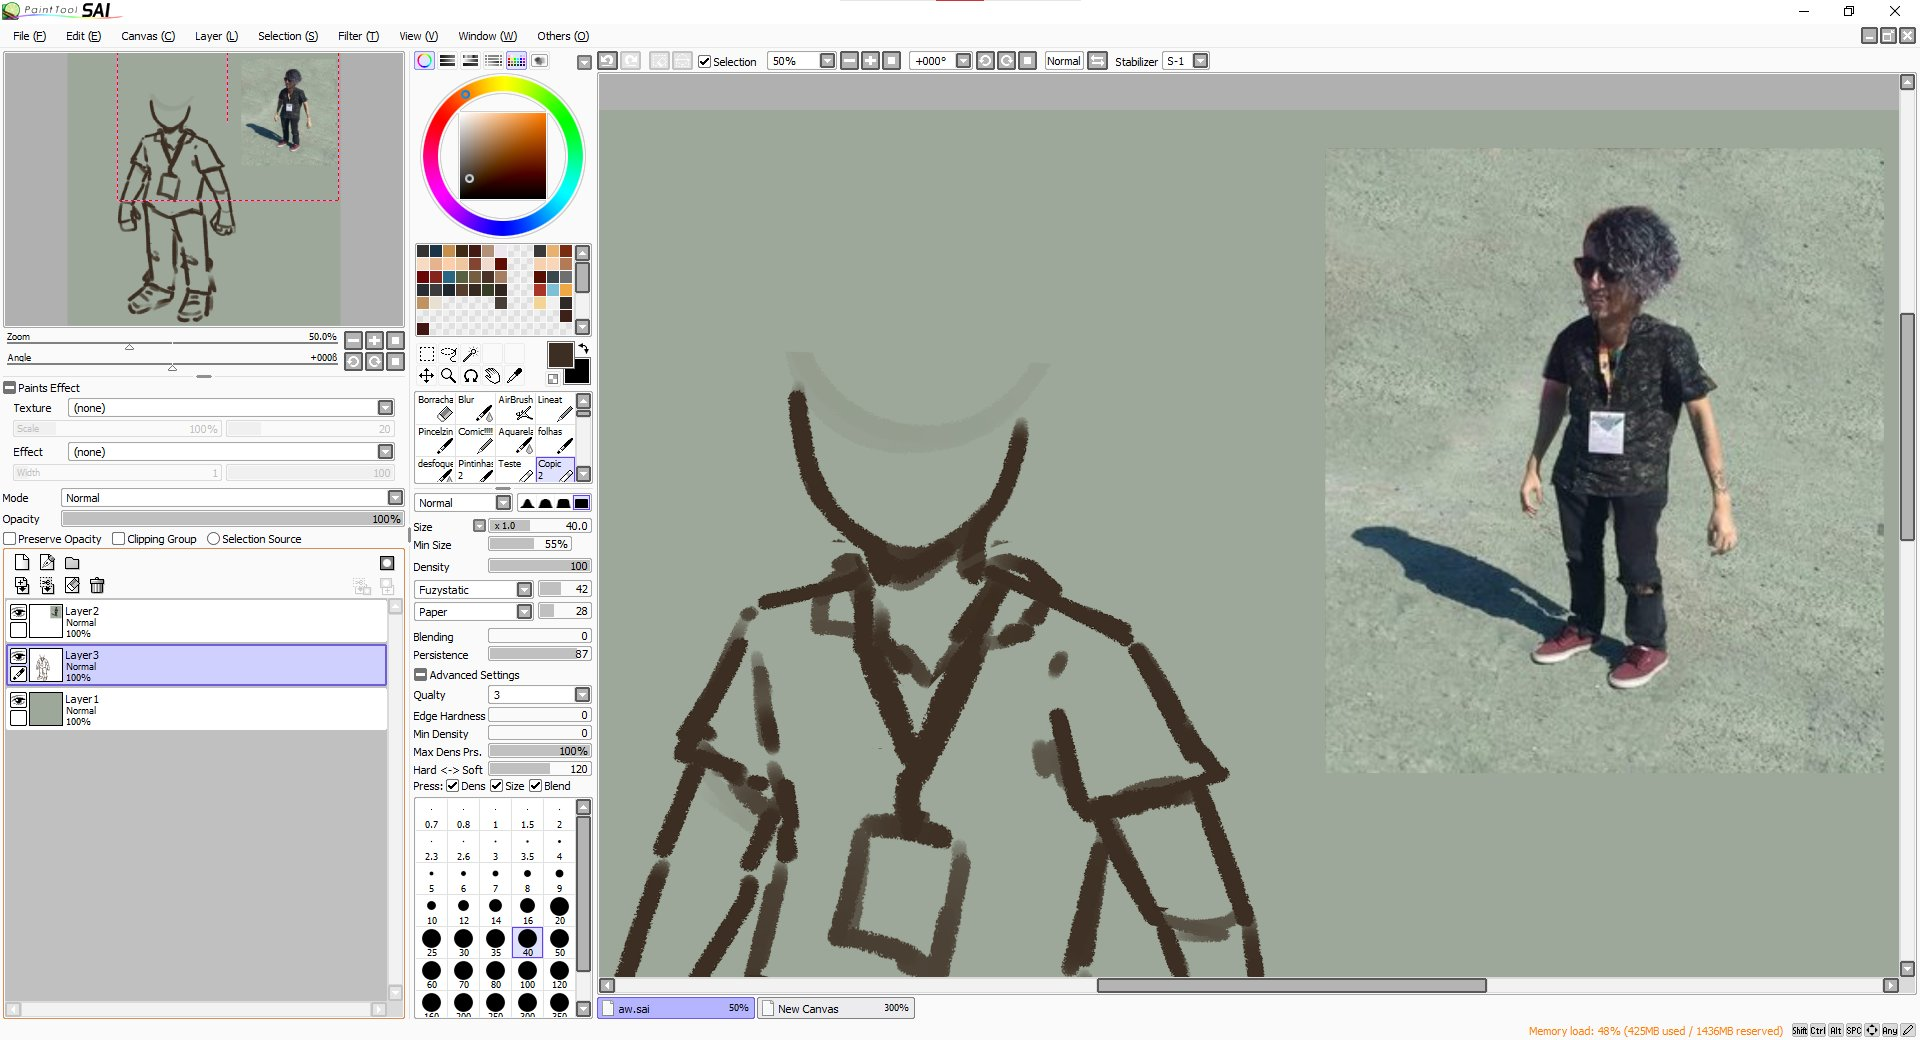 PaintTool SAI
File (F) Edit (E) Canvas (C) Layer (L) Selection (S) Filter (T) View (V) Window (W) Others (O)
Selection 50% +000° Normal Stabilizer S-1
Zoom 50.0%
Angle +000ß
Paints Effect
Texture (none)
Scale 100% 20
Effect (none)
Width 1 100
Mode Normal
Opacity 100%
Preserve Opacity Clipping Group Selection Source
Layer2
Normal
100%
Layer3
Normal
100%
Layer1
Normal
100%
Borracha Blur AirBrush Lineat
Pincelzin Comic!!!! Aquarela folhas
desfoque Pintinhas 2 Teste Copic 2
Normal
Size x 1.0 40.0
Min Size 55%
Density 100
Fuzystatic 42
Paper 28
Blending 0
Persistence 87
Advanced Settings
Qualty 3
Edge Hardness 0
Min Density 0
Max Dens Prs. 100%
Hard <-> Soft 120
Press: Dens Size Blend
0.7 0.8 1 1.5 2
2.3 2.6 3 3.5 4
5 6 7 8 9
10 12 14 16 20
25 30 35 40 50
60 70 80 100 120
160 200 250 300 350
aw.sai 50% New Canvas 300%
Memory load: 48% (425MB used / 1436MB reserved) Shift Ctrl Alt SPC Any